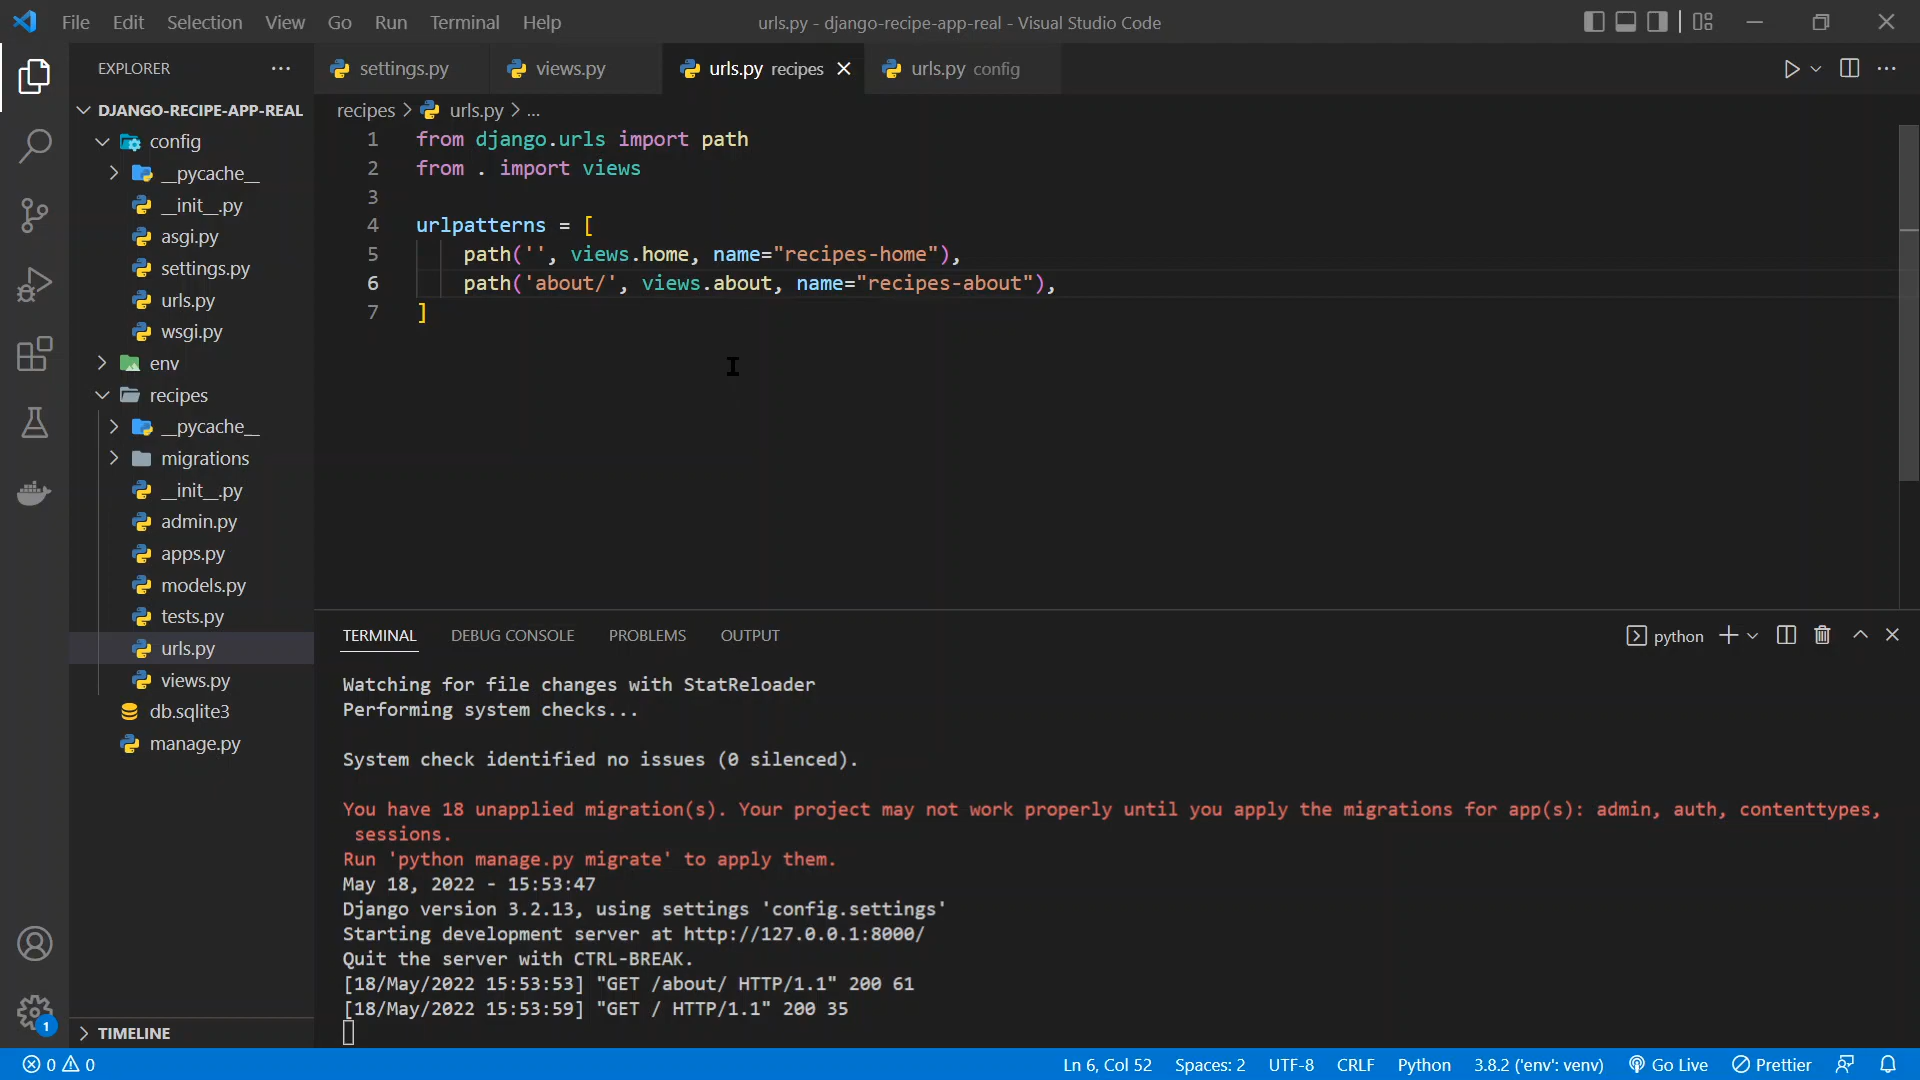 File Edit Selection View Go Run Terminal Help
urls.py - django-recipe-app-real - Visual Studio Code
EXPLORER
settings.py
views.py
urls.py recipes
urls.py config
DJANGO-RECIPE-APP-REAL
config
__pycache__
__init__.py
asgi.py
settings.py
urls.py
wsgi.py
env
recipes
__pycache__
migrations
__init__.py
admin.py
apps.py
models.py
tests.py
urls.py
views.py
db.sqlite3
manage.py
TIMELINE
recipes > urls.py > ...
1 from django.urls import path
2 from . import views
3
4 urlpatterns = [
5 path('', views.home, name="recipes-home"),
6 path('about/', views.about, name="recipes-about"),
7 ]
TERMINAL DEBUG CONSOLE PROBLEMS OUTPUT
python
Watching for file changes with StatReloader
Performing system checks...
System check identified no issues (0 silenced).
You have 18 unapplied migration(s). Your project may not work properly until you apply the migrations for app(s): admin, auth, contenttypes,
sessions.
Run 'python manage.py migrate' to apply them.
May 18, 2022 - 15:53:47
Django version 3.2.13, using settings 'config.settings'
Starting development server at http://127.0.0.1:8000/
Quit the server with CTRL-BREAK.
[18/May/2022 15:53:53] "GET /about/ HTTP/1.1" 200 61
[18/May/2022 15:53:59] "GET / HTTP/1.1" 200 35
1
0 0
Ln 6, Col 52 Spaces: 2 UTF-8 CRLF Python 3.8.2 ('env': venv) Go Live Prettier